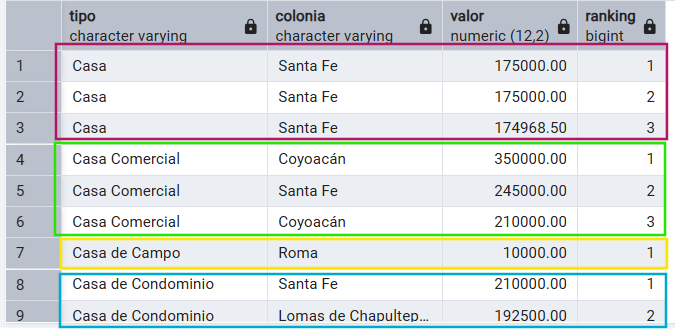 tipo colonia valor ranking
character varying character varying numeric (12,2) bigint
1 Casa Santa Fe 175000.00 1
2 Casa Santa Fe 175000.00 2
3 Casa Santa Fe 174968.50 3
4 Casa Comercial Coyoacán 350000.00 1
5 Casa Comercial Santa Fe 245000.00 2
6 Casa Comercial Coyoacán 210000.00 3
7 Casa de Campo Roma 10000.00 1
8 Casa de Condominio Santa Fe 210000.00 1
9 Casa de Condominio Lomas de Chapultep... 192500.00 2